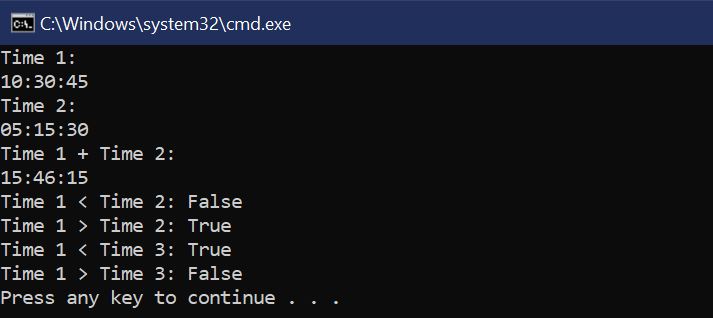 C:\Windows\system32\cmd.exe
Time 1:
10:30:45
Time 2:
05:15:30
Time 1 + Time 2:
15:46:15
Time 1 < Time 2: False
Time 1 > Time 2: True
Time 1 < Time 3: True
Time 1 > Time 3: False
Press any key to continue . . .